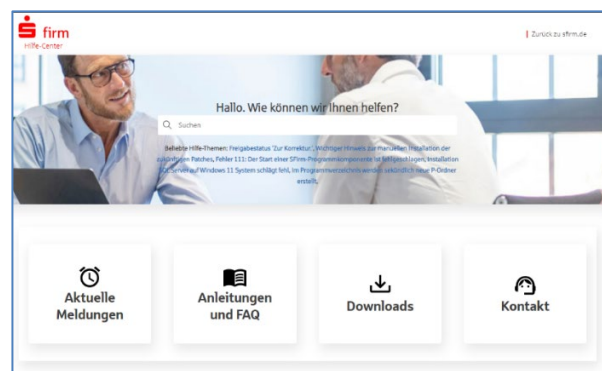 firm
Hilfe-Center
Zurück zu sfirm.de
Hallo. Wie können wir Ihnen helfen?
Suchen
Beliebte Hilfe-Themen: Freigabestatus 'Zur Korrektur', Wichtiger Hinweis zur manuellen Installation der
zukünftigen Patches, Fehler 111: Der Start einer SFirm-Programmkomponente ist fehlgeschlagen, Installation
SQL Server auf Windows 11 System schlägt fehl, Im Programmverzeichnis werden sekündlich neue P-Ordner
erstellt,
Aktuelle
Meldungen
Anleitungen
und FAQ
Downloads
Kontakt